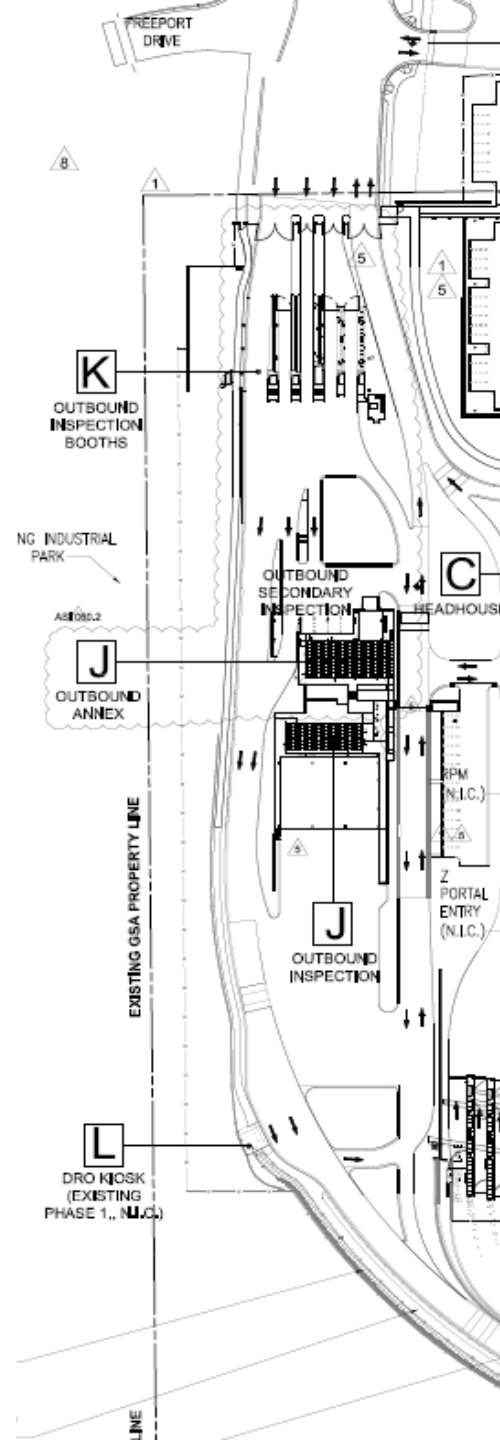 FREEPORT
DRIVE
8
1
5
1
5
K
OUTBOUND
INSPECTION
BOOTHS
NG INDUSTRIAL
PARK
OUTBOUND
SECONDARY
INSPECTION
C
HEADHOUSE
J
OUTBOUND
ANNEX
RPM
(N.I.C.)
5
5
Z
PORTAL
ENTRY
(N.I.C.)
EXISTING GSA PROPERTY LINE
J
OUTBOUND
INSPECTION
L
DRO KIOSK
(EXISTING
PHASE 1., N.I.C.)
LINE